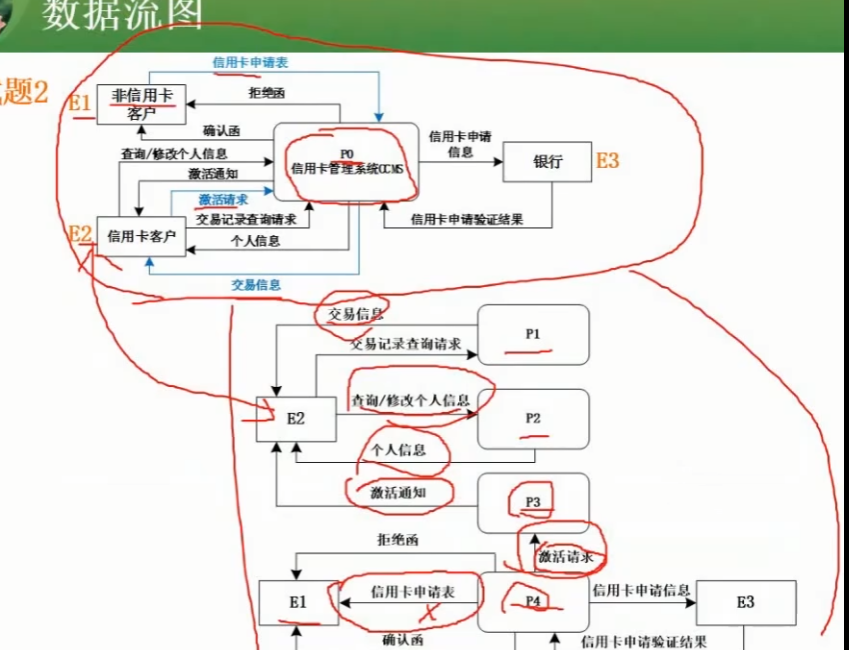 数据流图
题2
信用卡申请表
E1
非信用卡
客户
拒绝函
确认函
查询/修改个人信息
激活通知
激活请求
P0
信用卡管理系统CCMS
信用卡申请
信息
银行
E3
E2
信用卡客户
交易记录查询请求
个人信息
信用卡申请验证结果
交易信息
交易信息
P1
交易记录查询请求
E2
查询/修改个人信息
P2
个人信息
激活通知
P3
激活请求
拒绝函
E1
信用卡申请表
P4
信用卡申请信息
E3
确认函
信用卡申请验证结果